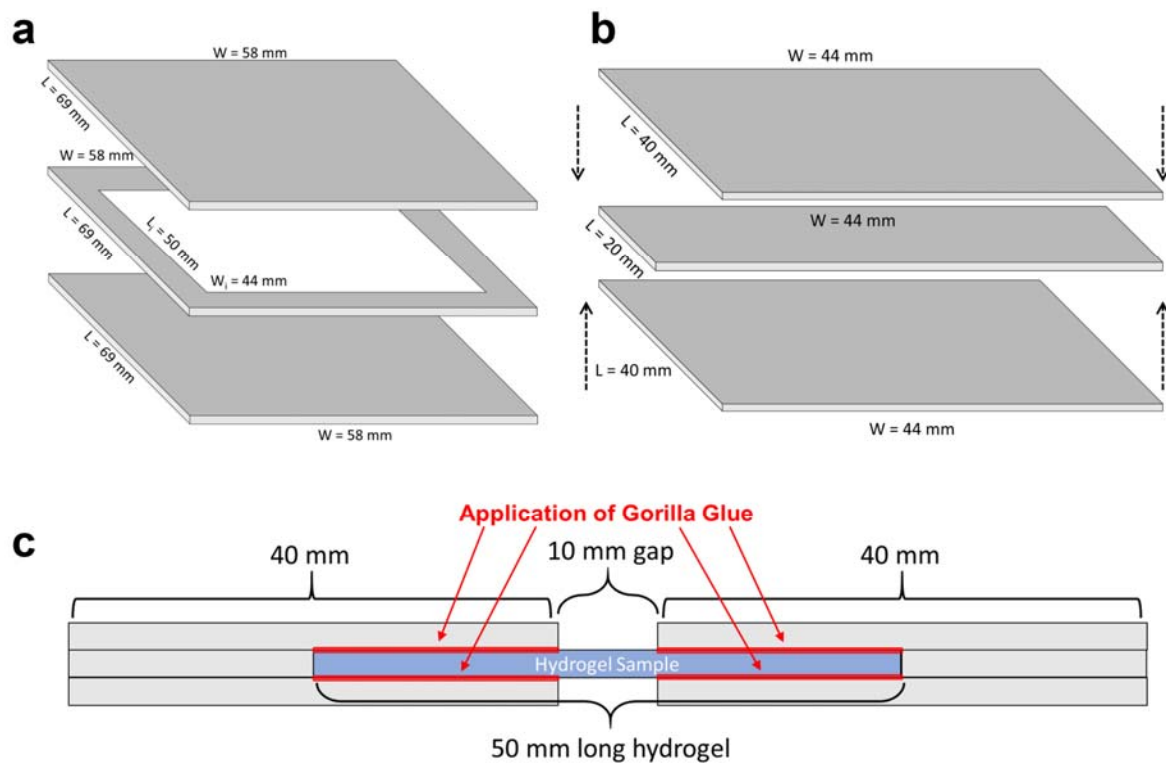 a
W = 58 mm
L = 69 mm
W = 58 mm
L = 69 mm
Lᵢ = 50 mm
Wᵢ = 44 mm
L = 69 mm
W = 58 mm
b
W = 44 mm
L = 40 mm
W = 44 mm
L = 20 mm
L = 40 mm
W = 44 mm
c
Application of Gorilla Glue
40 mm
10 mm gap
40 mm
Hydrogel Sample
50 mm long hydrogel